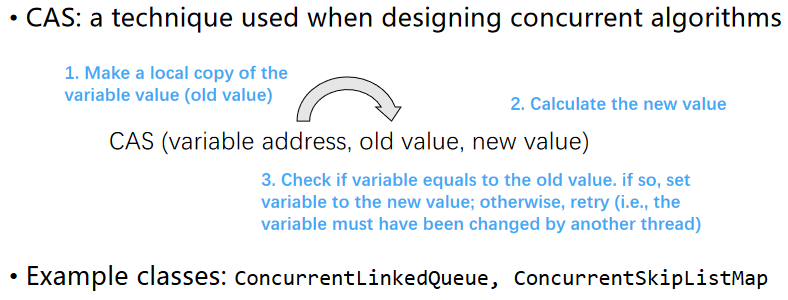 • CAS: a technique used when designing concurrent algorithms
1. Make a local copy of the
variable value (old value)
2. Calculate the new value
CAS (variable address, old value, new value)
3. Check if variable equals to the old value. if so, set
variable to the new value; otherwise, retry (i.e., the
variable must have been changed by another thread)
• Example classes: ConcurrentLinkedQueue, ConcurrentSkipListMap